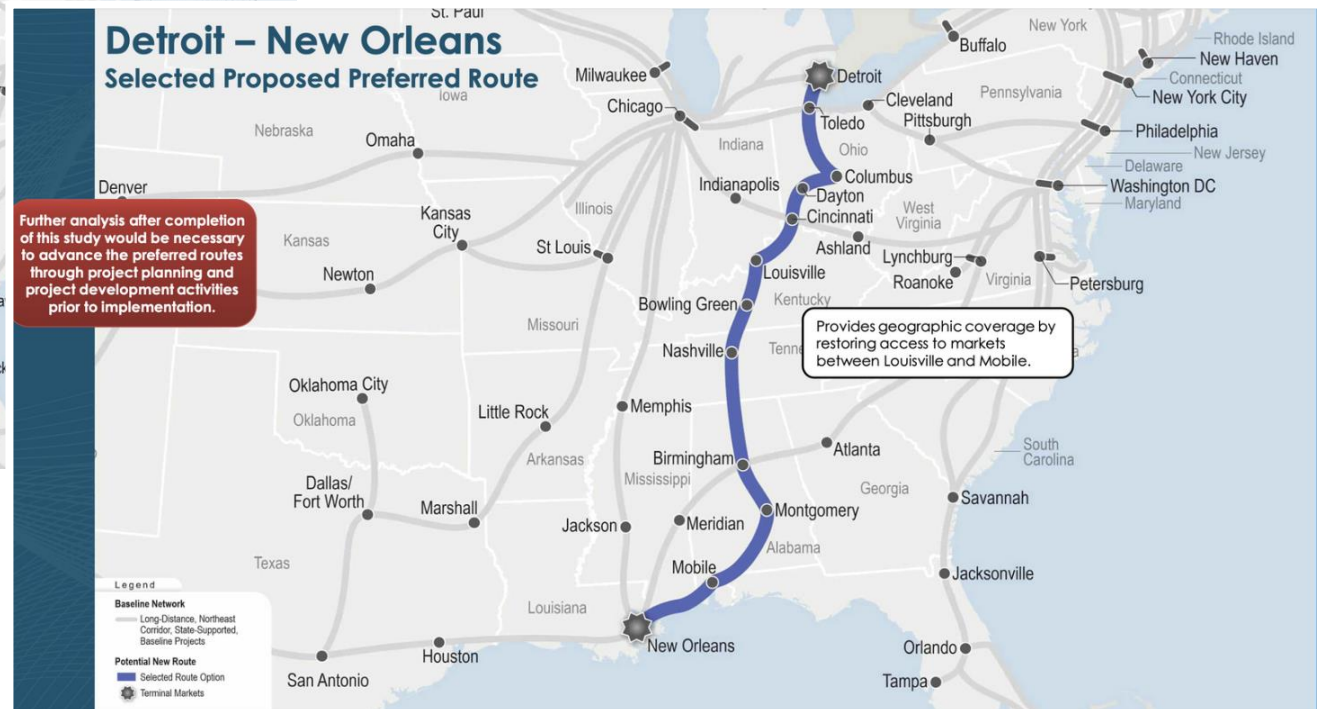 Detroit – New Orleans
Selected Proposed Preferred Route
St. Paul
Milwaukee
Detroit
Buffalo
New York
Rhode Island
New Haven
Connecticut
New York City
Iowa
Chicago
Toledo
Cleveland
Pennsylvania
Pittsburgh
Philadelphia
Nebraska
Omaha
Indiana
Ohio
New Jersey
Delaware
Denver
Indianapolis
Columbus
Dayton
Washington DC
Maryland
Further analysis after completion
of this study would be necessary
to advance the preferred routes
through project planning and
project development activities
prior to implementation.
Kansas
City
Illinois
Cincinnati
West
Virginia
Kansas
St Louis
Ashland
Lynchburg
Newton
Louisville
Roanoke
Virginia
Petersburg
Bowling Green
Kentucky
Missouri
Provides geographic coverage by
restoring access to markets
between Louisville and Mobile.
Nashville
Tenne
Oklahoma City
Oklahoma
Little Rock
Memphis
Arkansas
Birmingham
Atlanta
South
Carolina
Mississippi
Georgia
Dallas/
Fort Worth
Marshall
Savannah
Jackson
Meridian
Montgomery
Alabama
Texas
Mobile
Jacksonville
Legend
Baseline Network
Long-Distance, Northeast
Corridor, State-Supported,
Baseline Projects
Potential New Route
Selected Route Option
Terminal Markets
Louisiana
New Orleans
Houston
San Antonio
Orlando
Tampa